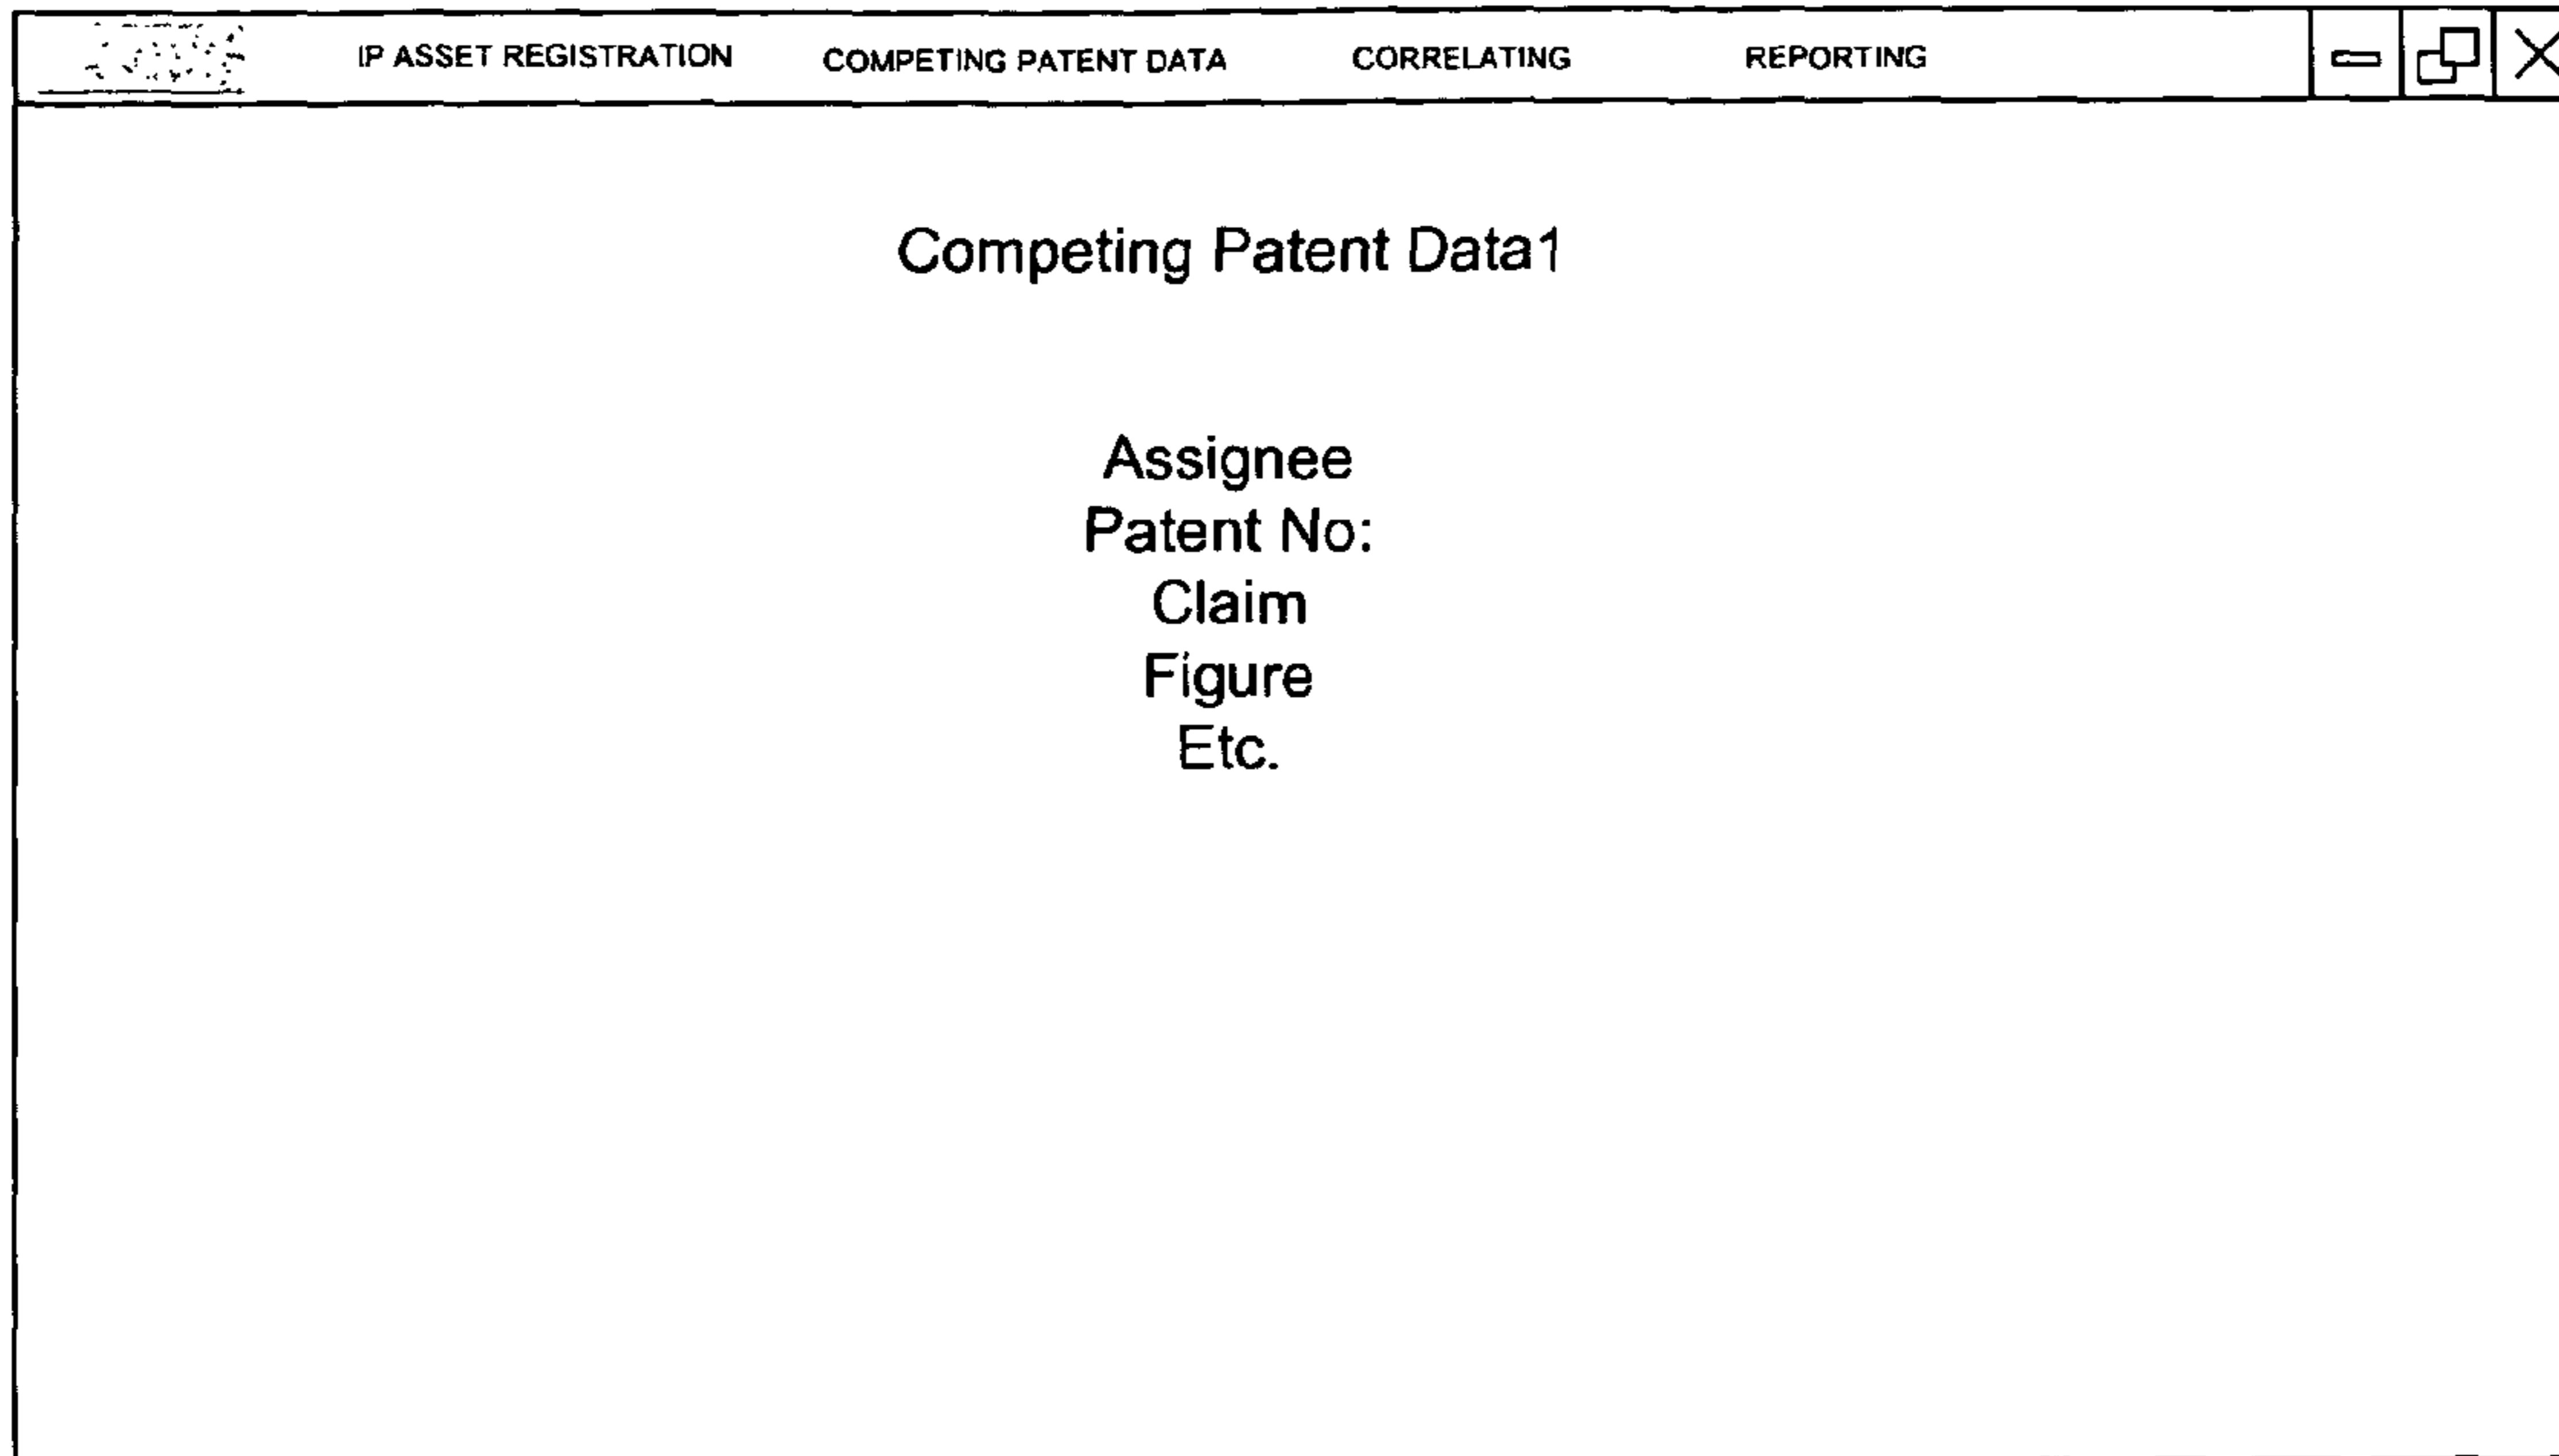 IP ASSET REGISTRATION COMPETING PATENT DATA CORRELATING REPORTING
Competing Patent Data1
Assignee
Patent No:
Claim
Figure
Etc.